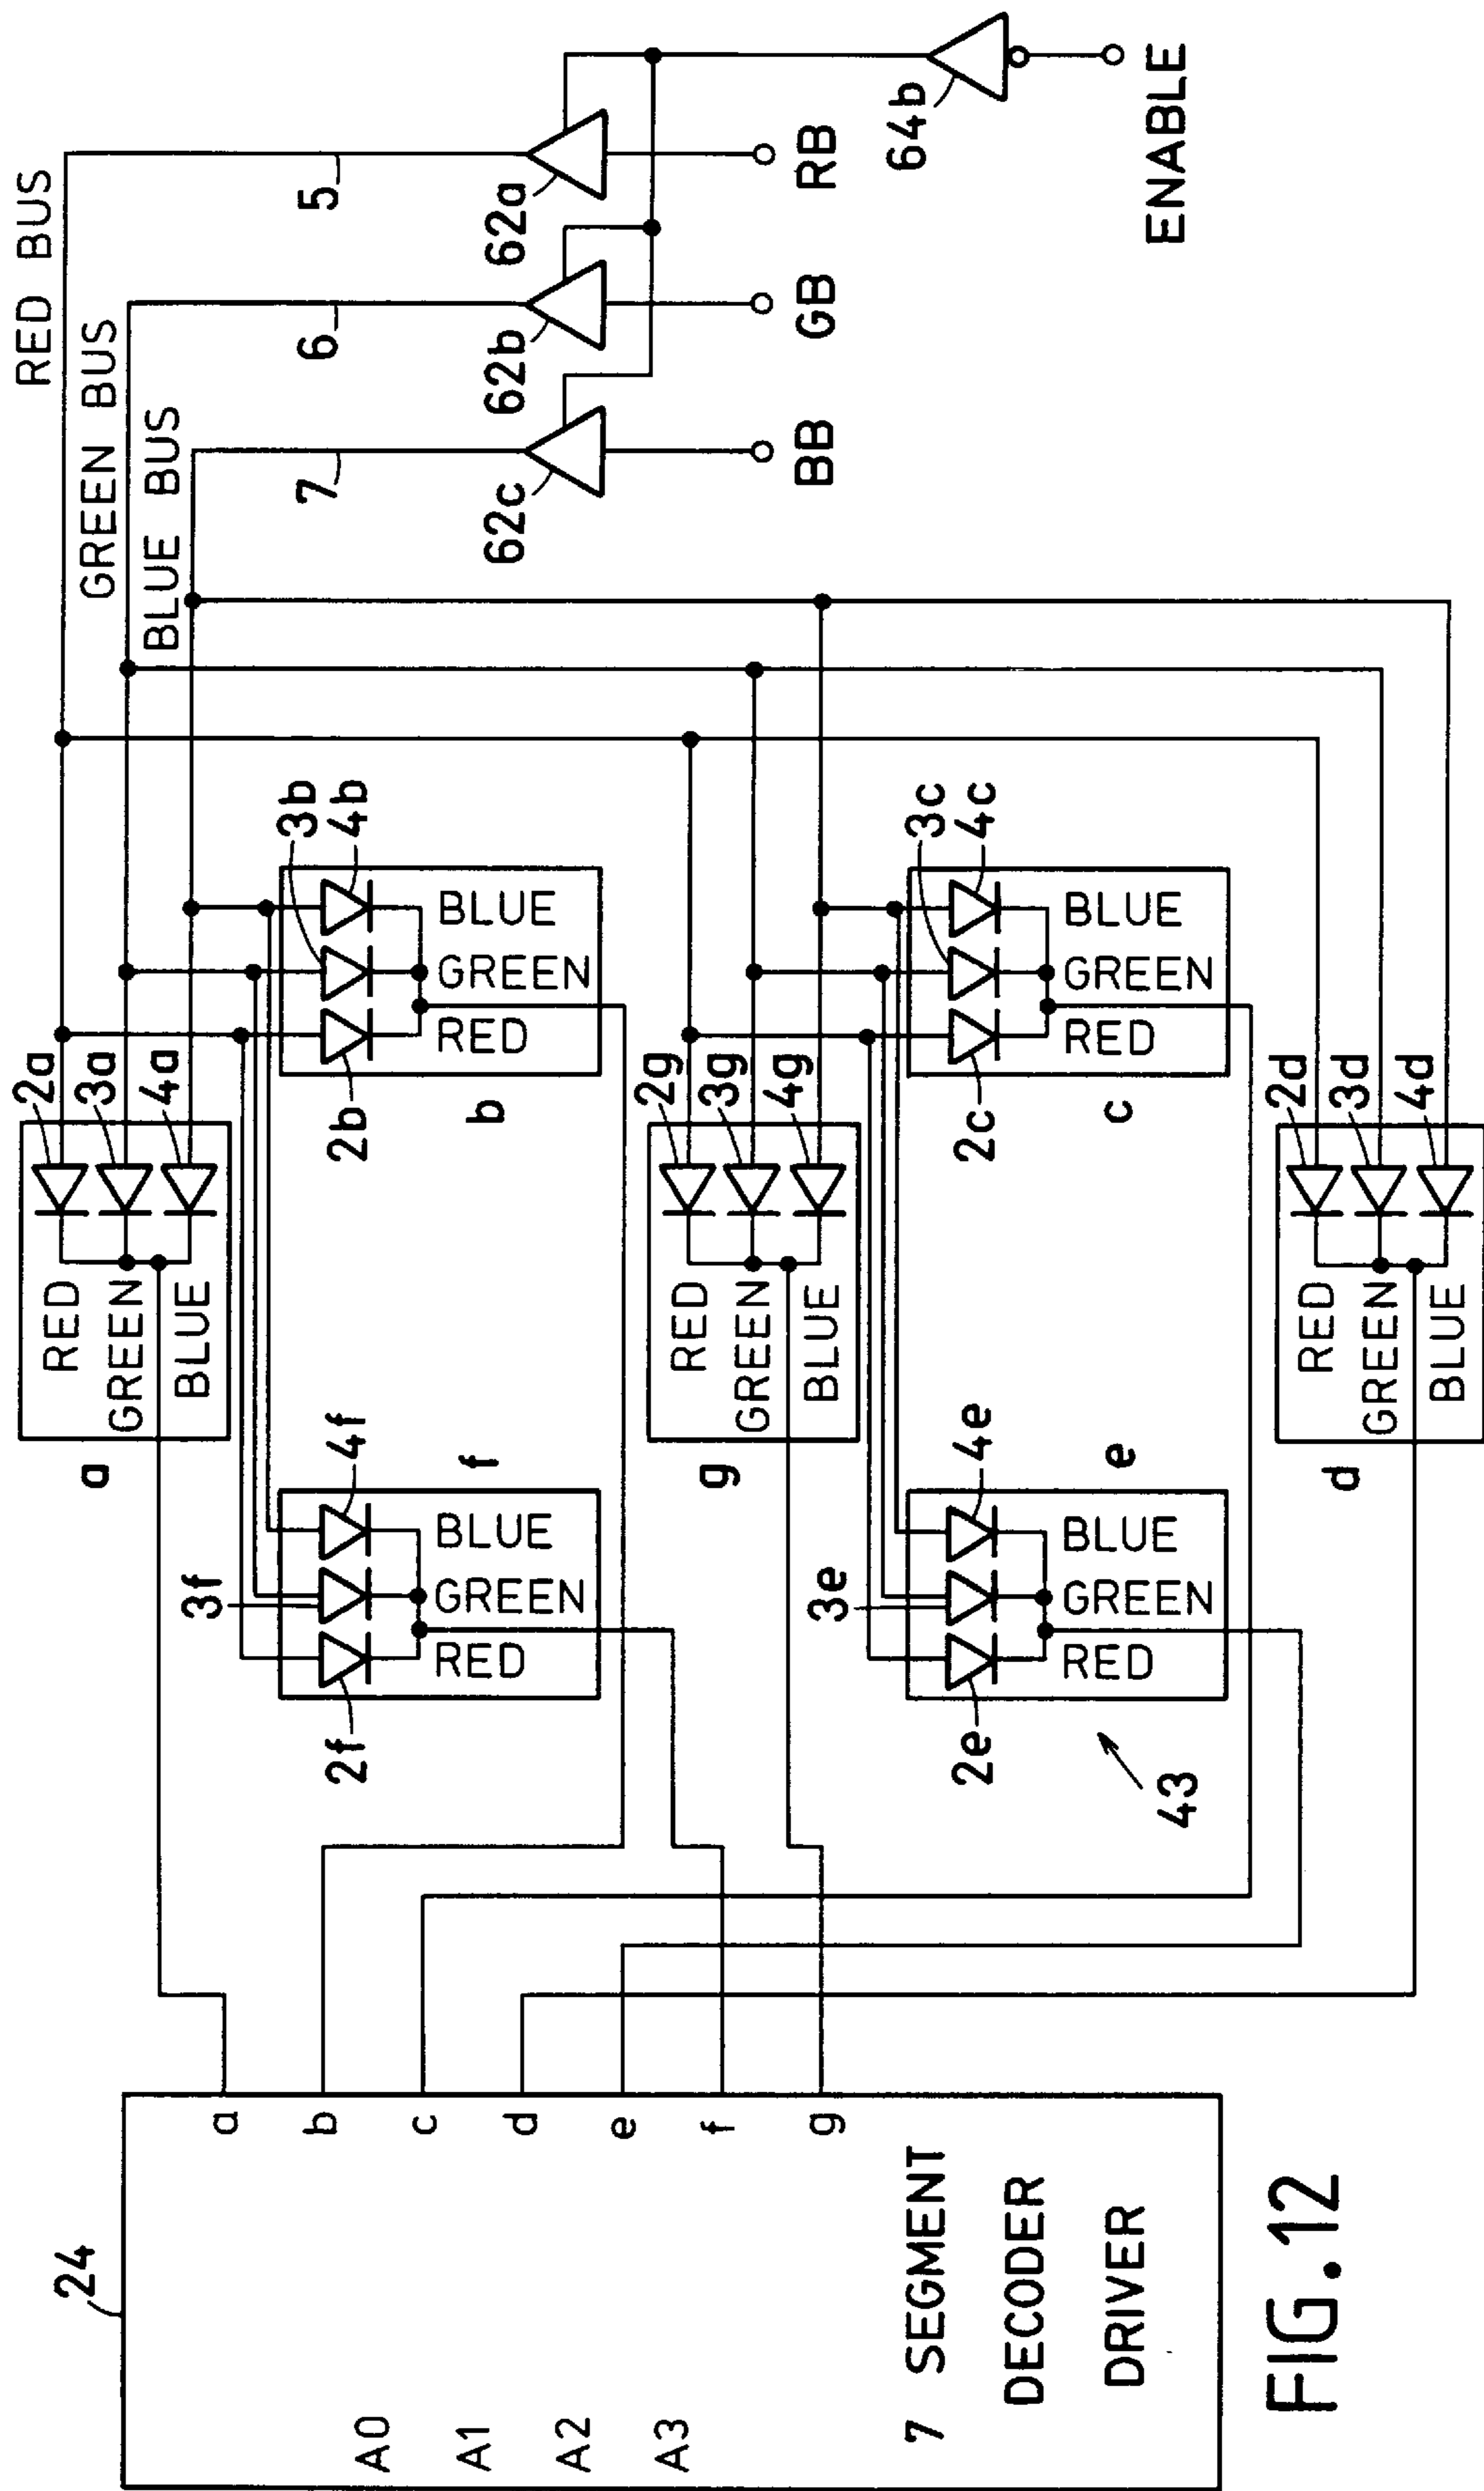 RED BUS
GREEN BUS
BLUE BUS
5
6
7
62a
62b
62c
64b
RB
GB
BB
ENABLE
24
A0
A1
A2
A3
a
b
c
d
e
f
g
7 SEGMENT
DECODER
DRIVER
a
RED
GREEN
BLUE
2a
3a
4a
f
RED
GREEN
BLUE
2f
3f
4f
b
RED
GREEN
BLUE
2b
3b
4b
g
RED
GREEN
BLUE
2g
3g
4g
e
RED
GREEN
BLUE
2e
3e
4e
c
RED
GREEN
BLUE
2c
3c
4c
d
RED
GREEN
BLUE
2d
3d
4d
43
FIG.12